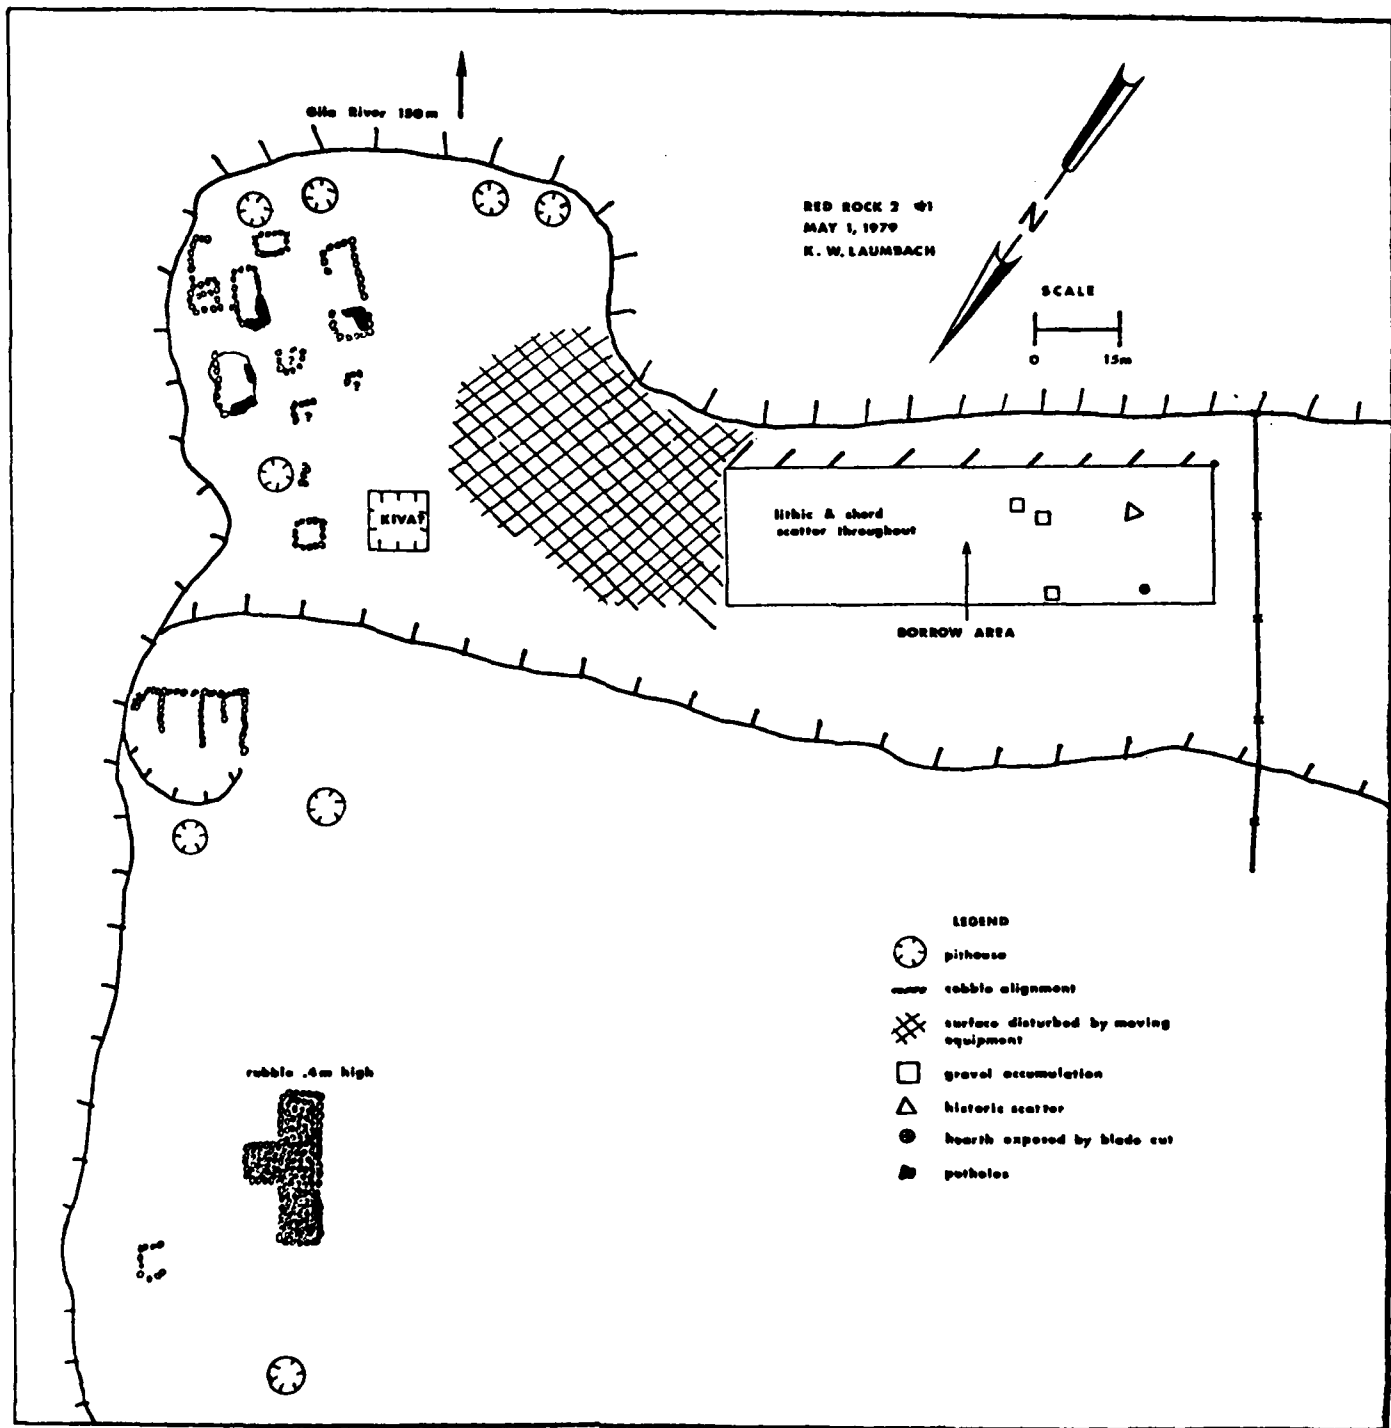 Gila River 150m
RED ROCK 2 #1
MAY 1, 1979
K. W. LAUMBACH
N
SCALE
0 15m
?
?
?
KIVA?
lithic & sherd
scatter throughout
BORROW AREA
LEGEND
pithouse
cobble alignment
surface disturbed by moving
equipment
gravel accumulation
historic scatter
hearth exposed by blade cut
potholes
rubble .4m high